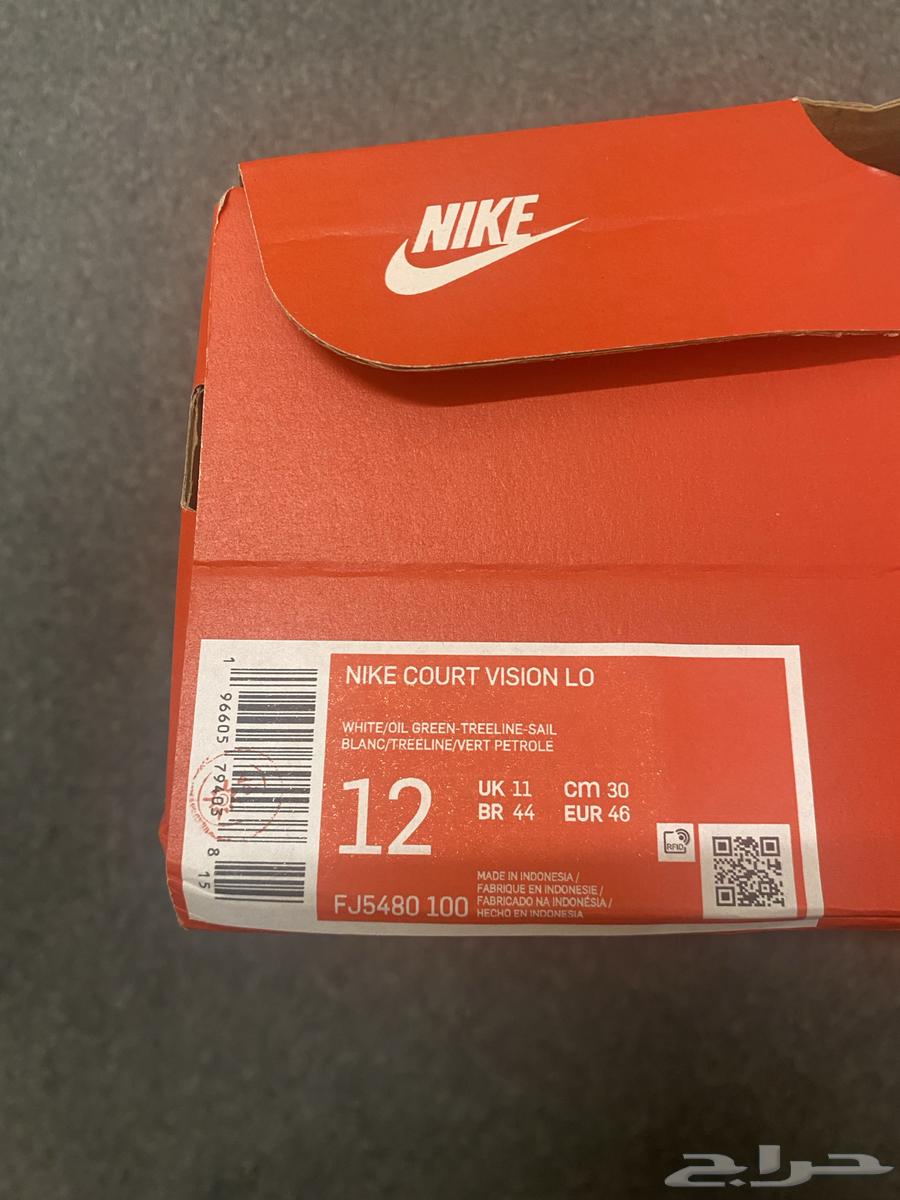 NIKE
NIKE COURT VISION LO
WHITE/OIL GREEN-TREELINE-SAIL
BLANC/TREELINE/VERT PETROLE
12
UK 11 cm 30
BR 44 EUR 46
RFID
FJ5480 100
MADE IN INDONESIA /
FABRIQUE EN INDONESIE /
FABRICADO NA INDONÉSIA /
HECHO EN INDONESIA
1 96605 8 15
حراج